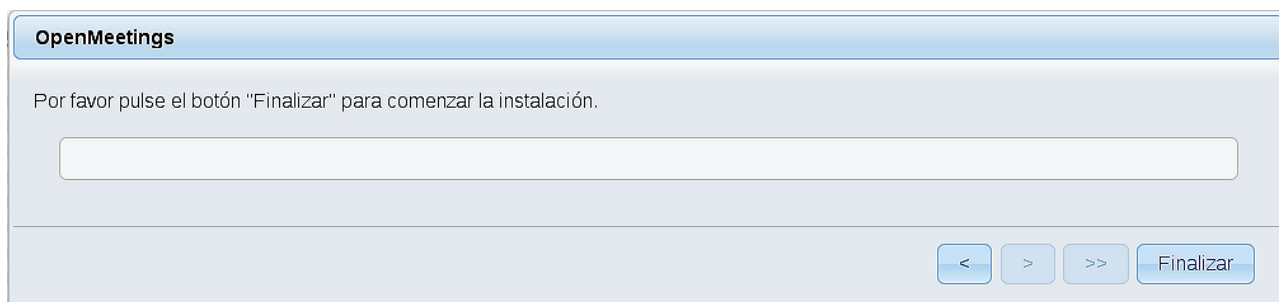 OpenMeetings
Por favor pulse el botón "Finalizar" para comenzar la instalación.
< > >> Finalizar